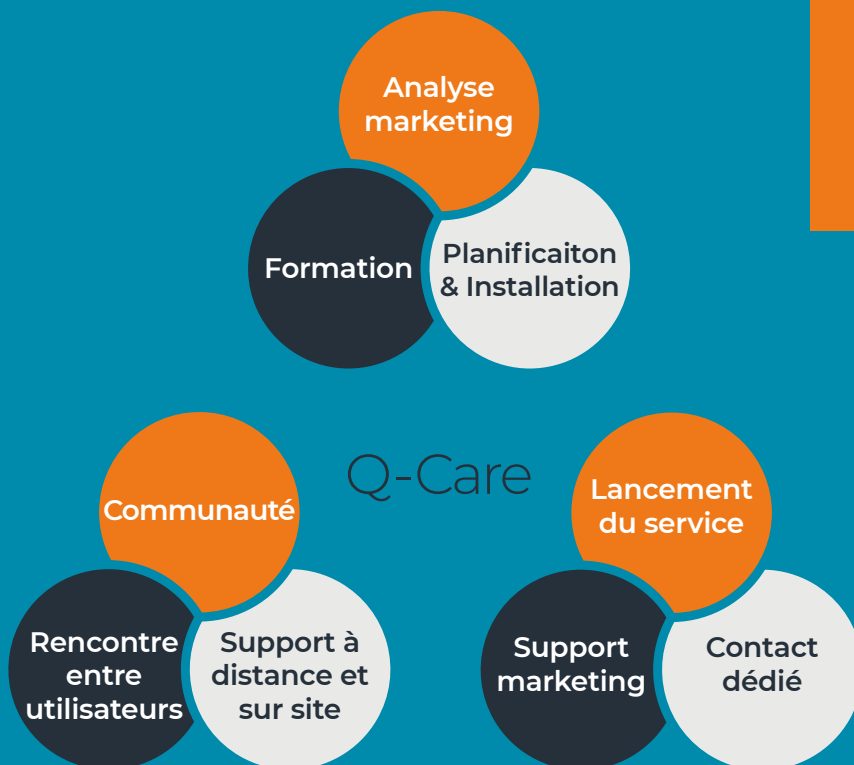 Analyse
marketing
Formation
Planificaiton
& Installation
Q-Care
Communauté
Rencontre
entre
utilisateurs
Support à
distance et
sur site
Lancement
du service
Support
marketing
Contact
dédié